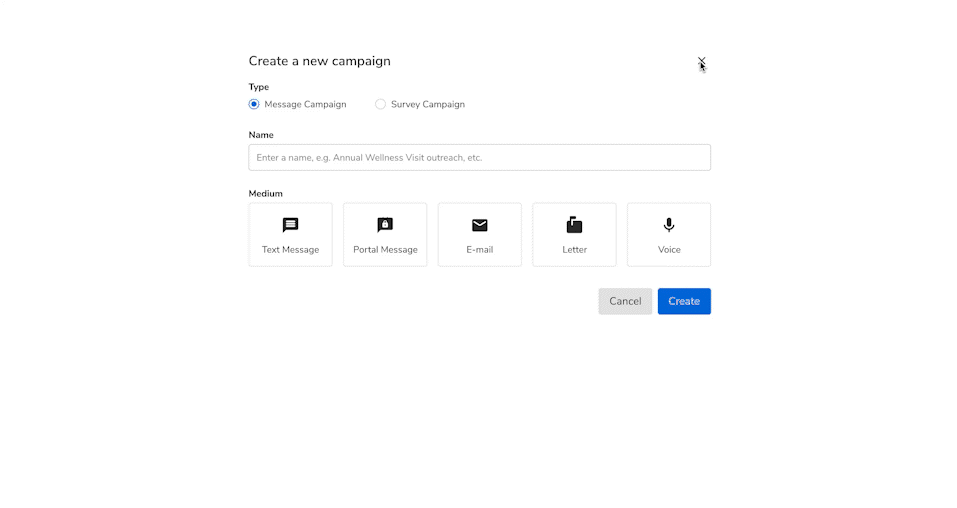 Create a new campaign
Type
Message Campaign Survey Campaign
Name
Enter a name, e.g. Annual Wellness Visit outreach, etc.
Medium
Text Message Portal Message E-mail Letter Voice
Cancel Create